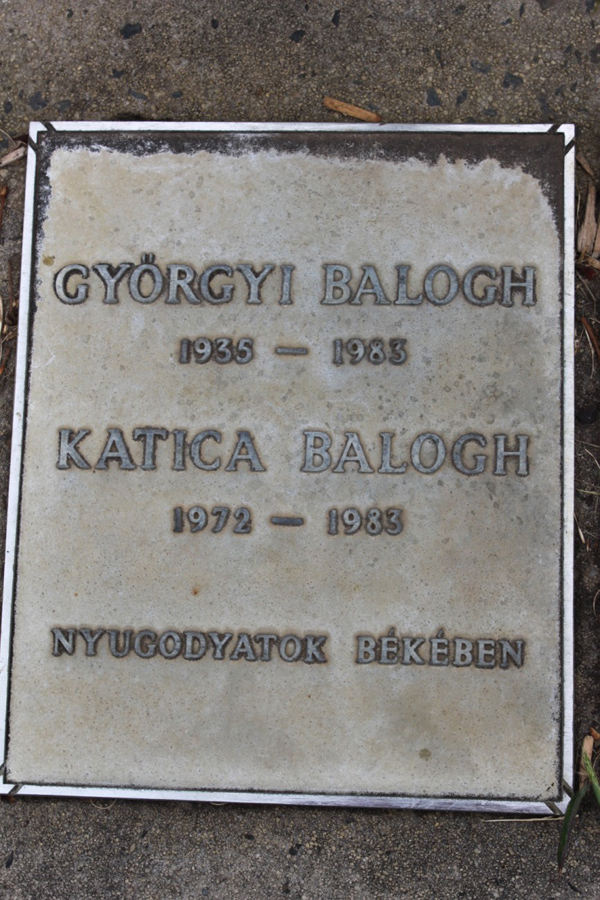 GYÖRGYI BALOGH
1935 — 1983
KATICA BALOGH
1972 — 1983
NYUGODYATOK BÉKÉBEN